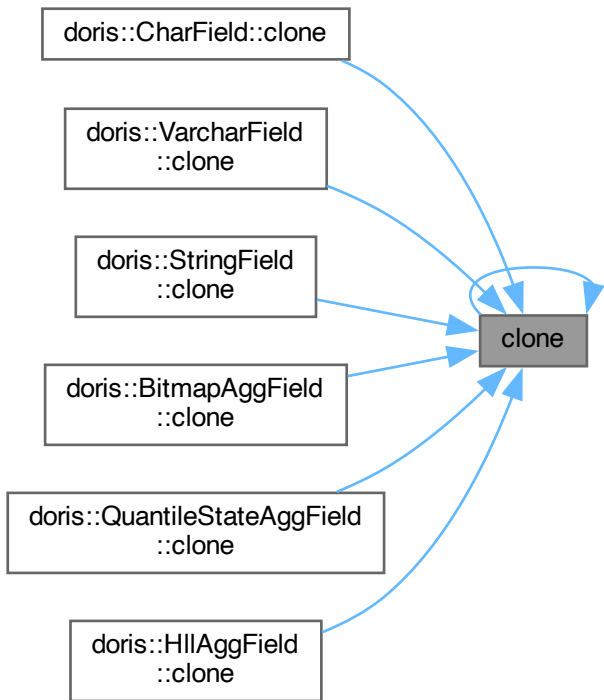 doris::CharField::clone
doris::VarcharField
::clone
doris::StringField
::clone
clone
doris::BitmapAggField
::clone
doris::QuantileStateAggField
::clone
doris::HllAggField
::clone